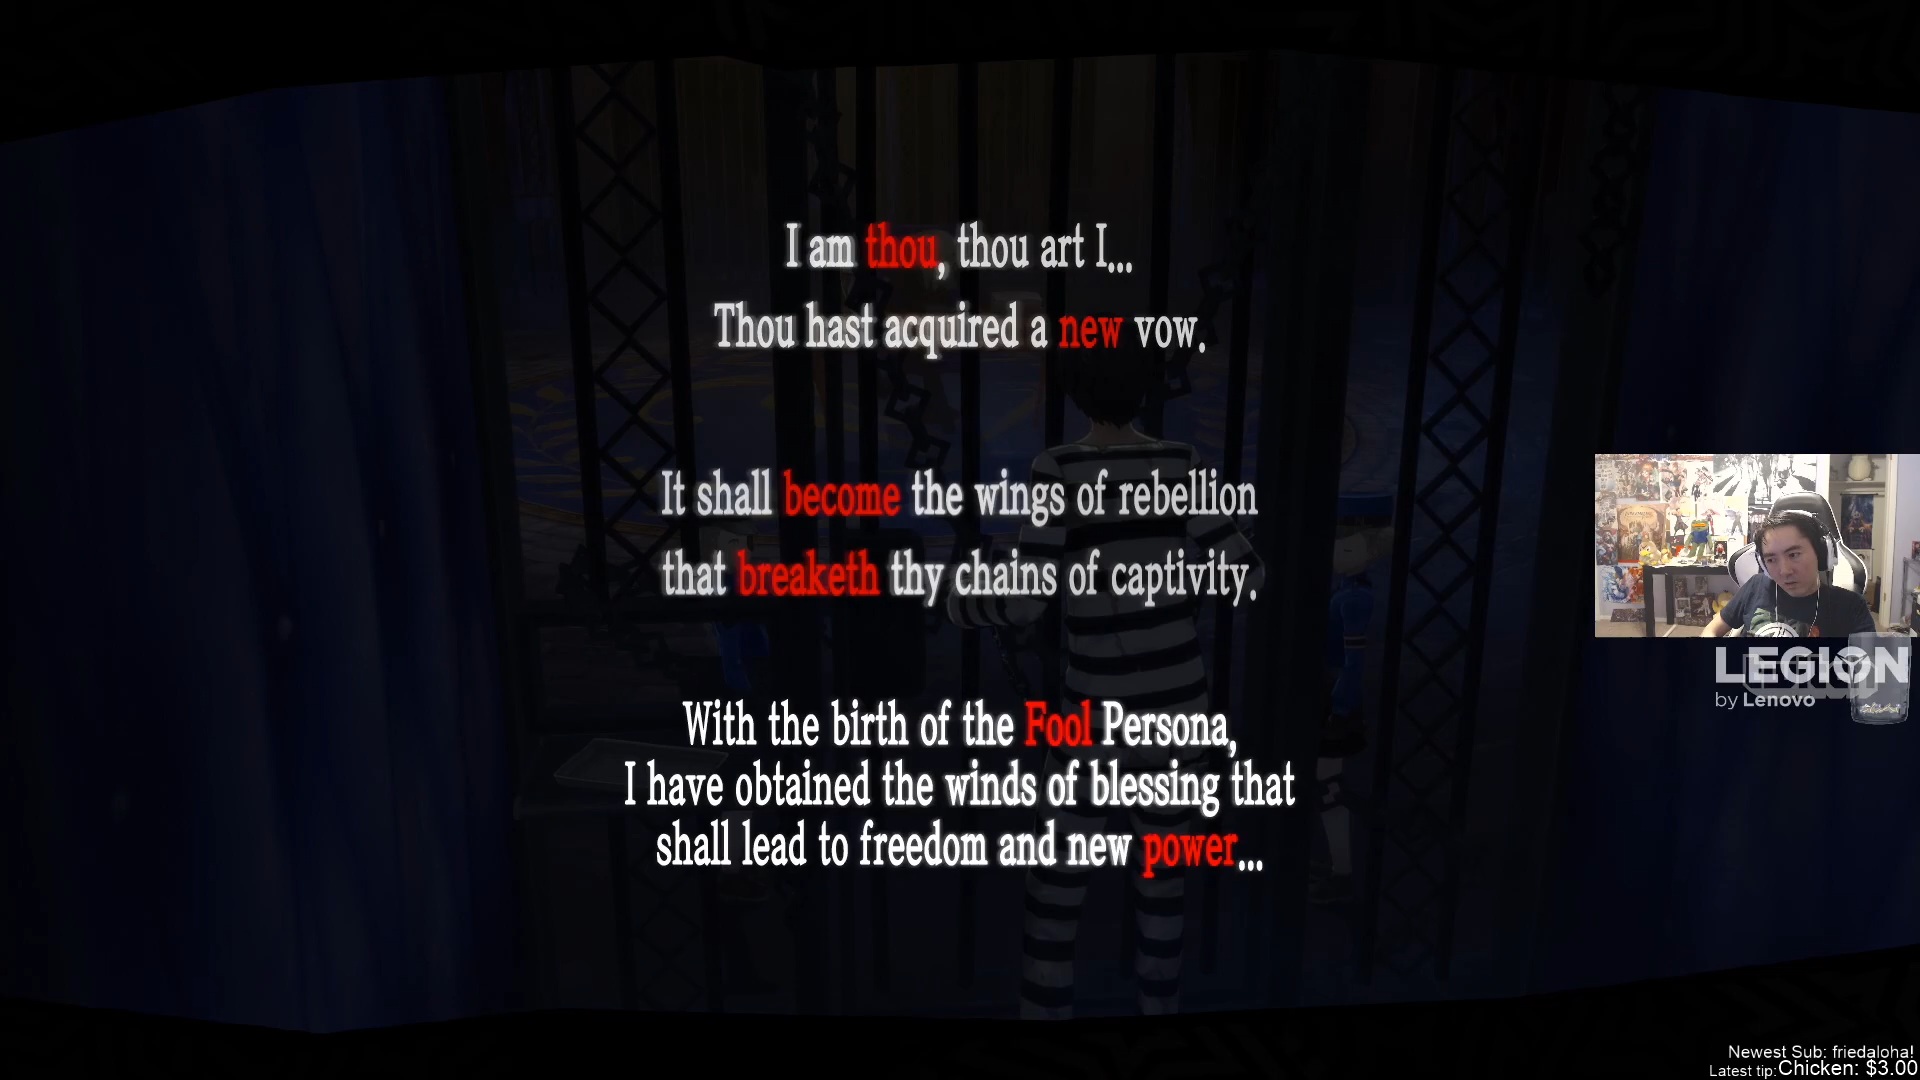 I am thou, thou art I...
Thou hast acquired a new vow.
It shall become the wings of rebellion
that breaketh thy chains of captivity.
With the birth of the Fool Persona,
I have obtained the winds of blessing that
shall lead to freedom and new power...
LEGION
by Lenovo
Newest Sub: friedaloha!
Latest tip:Chicken: $3.00